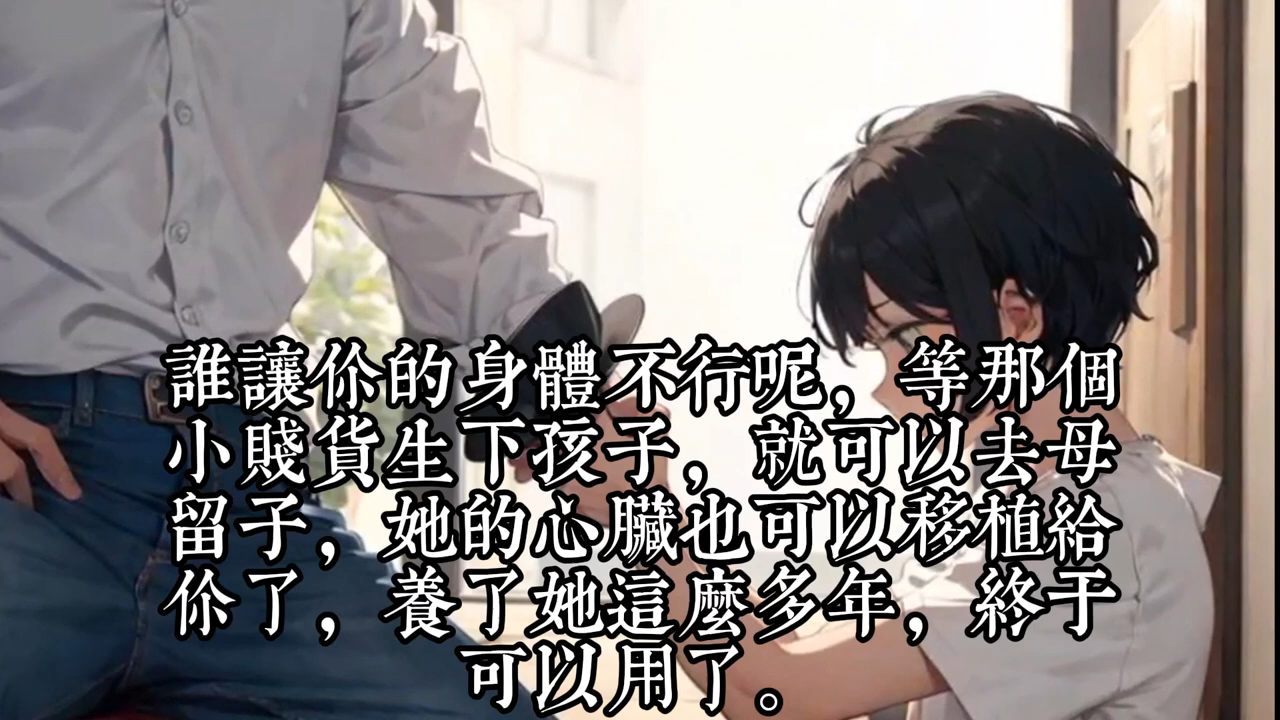 誰讓你的身體不行呢，等那個
小賤貨生下孩子，就可以去母
留子，她的心臟也可以移植給
你了，養了她這麼多年，終于
可以用了。